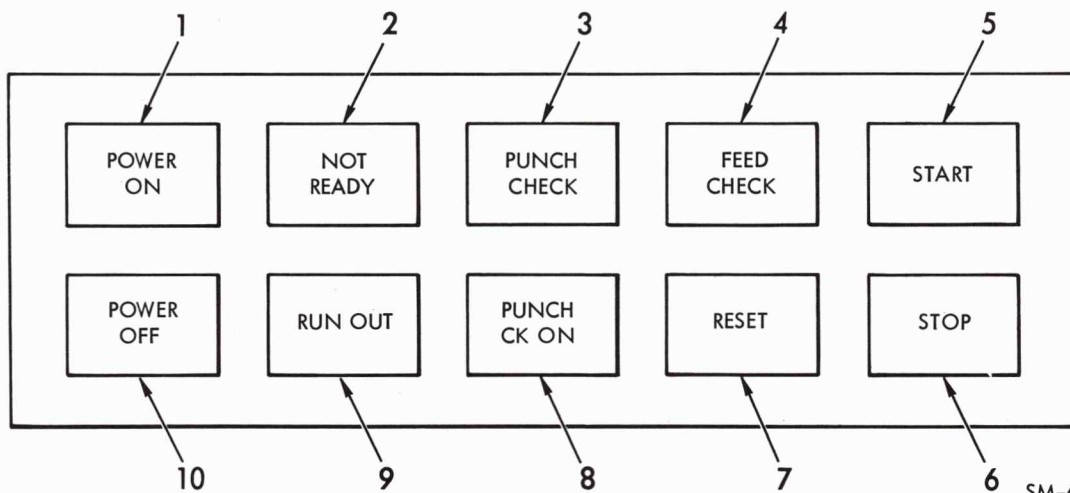 1 2 3 4 5
POWER ON
NOT READY
PUNCH CHECK
FEED CHECK
START
POWER OFF
RUN OUT
PUNCH CK ON
RESET
STOP
10 9 8 7 6